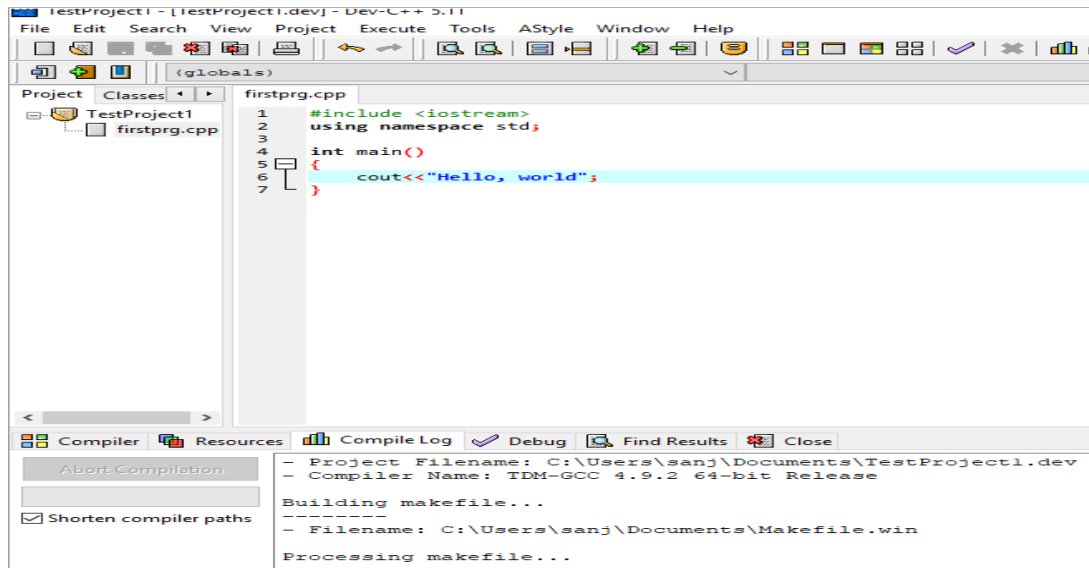 TestProject1 - [TestProject1.dev] - Dev-C++ 5.11
File Edit Search View Project Execute Tools AStyle Window Help
(globals)
Project Classes firstprg.cpp
TestProject1
firstprg.cpp
1 #include <iostream>
2 using namespace std;
3
4 int main()
5 {
6 cout<<"Hello, world";
7 }
Compiler Resources Compile Log Debug Find Results Close
Abort Compilation
Shorten compiler paths
- Project Filename: C:\Users\sanj\Documents\TestProject1.dev
- Compiler Name: TDM-GCC 4.9.2 64-bit Release
Building makefile...
--------
- Filename: C:\Users\sanj\Documents\Makefile.win
Processing makefile...